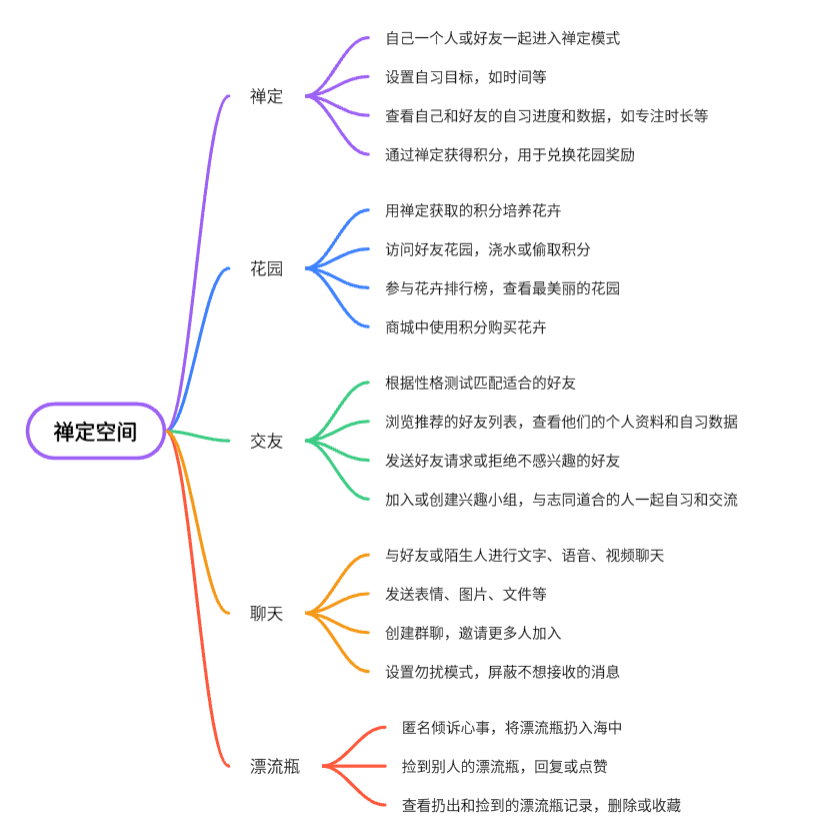 禅定空间
禅定
自己一个人或好友一起进入禅定模式
设置自习目标，如时间等
查看自己和好友的自习进度和数据，如专注时长等
通过禅定获得积分，用于兑换花园奖励
花园
用禅定获取的积分培养花卉
访问好友花园，浇水或偷取积分
参与花卉排行榜，查看最美丽的花园
商城中使用积分购买花卉
交友
根据性格测试匹配适合的好友
浏览推荐的好友列表，查看他们的个人资料和自习数据
发送好友请求或拒绝不感兴趣的好友
加入或创建兴趣小组，与志同道合的人一起自习和交流
聊天
与好友或陌生人进行文字、语音、视频聊天
发送表情、图片、文件等
创建群聊，邀请更多人加入
设置勿扰模式，屏蔽不想接收的消息
漂流瓶
匿名倾诉心事，将漂流瓶扔入海中
捡到别人的漂流瓶，回复或点赞
查看扔出和捡到的漂流瓶记录，删除或收藏